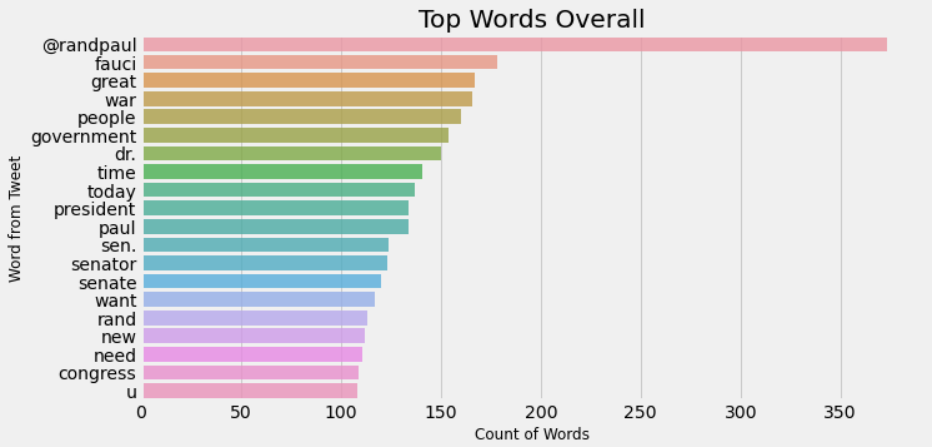 Top Words Overall
@randpaul
fauci
great
war
people
government
dr.
time
today
president
paul
sen.
senator
senate
want
rand
new
need
congress
u
Word from Tweet
0 50 100 150 200 250 300 350
Count of Words